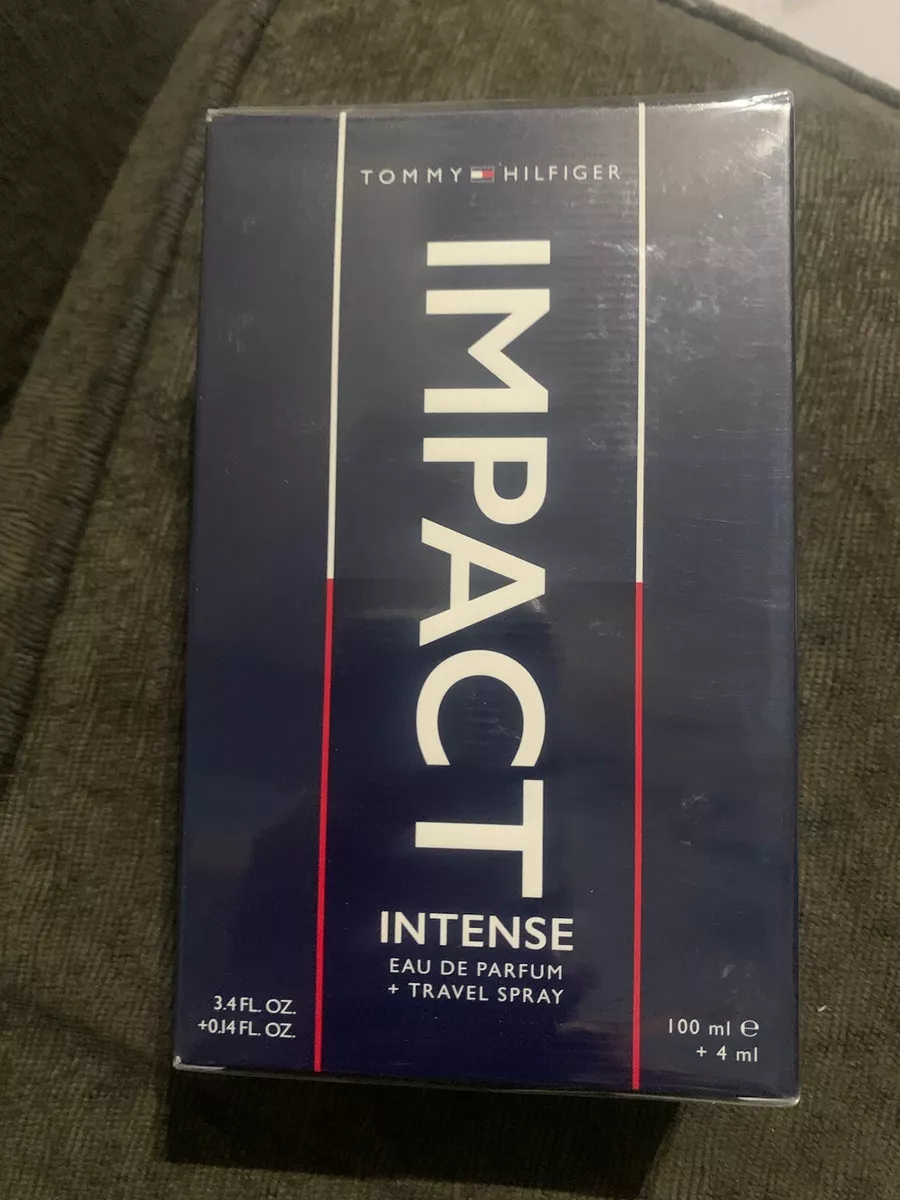 TOMMY HILFIGER
IMPACT
INTENSE
EAU DE PARFUM
+ TRAVEL SPRAY
3.4 FL. OZ.
+0.14 FL. OZ.
100 ml ℮
+ 4 ml